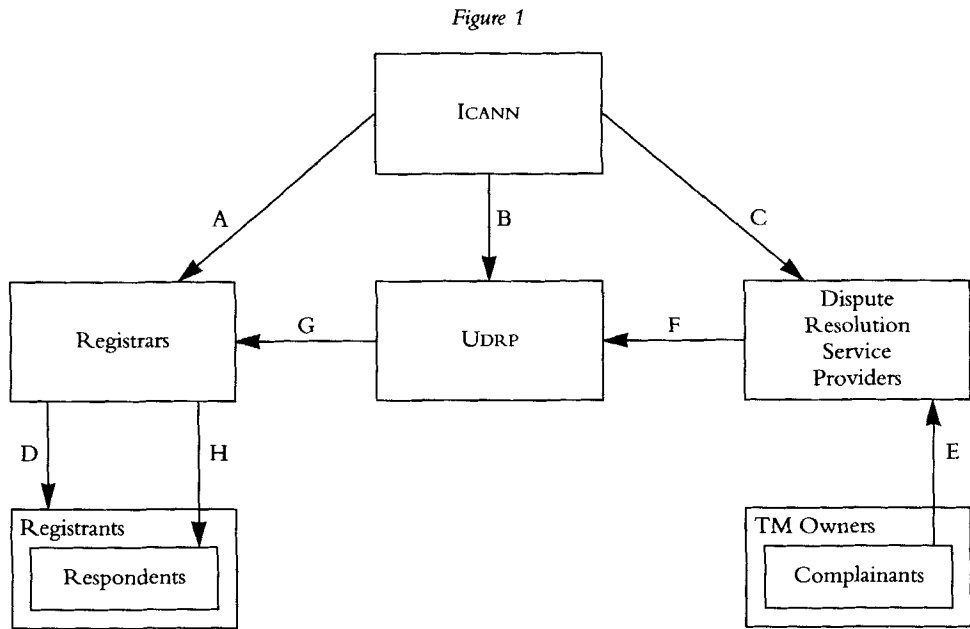 Figure 1
ICANN
A
B
C
Registrars
G
UDRP
F
Dispute
Resolution
Service
Providers
D
H
E
Registrants
Respondents
TM Owners
Complainants